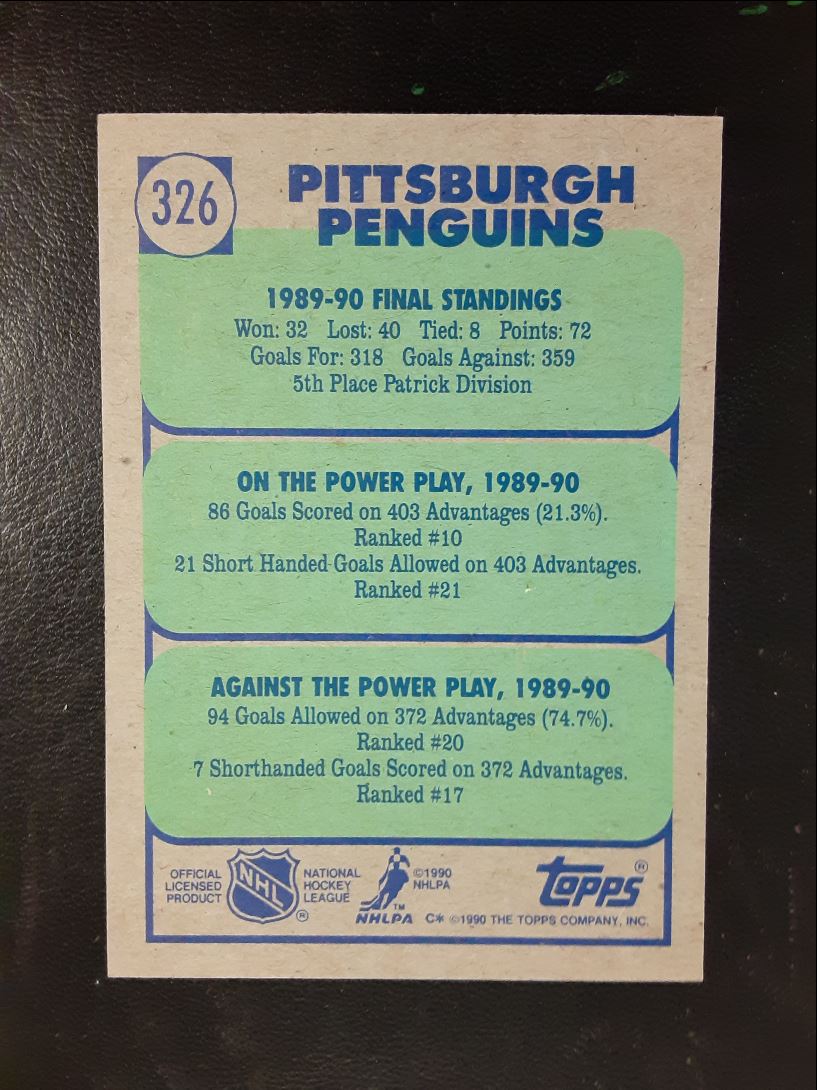 326
PITTSBURGH
PENGUINS
1989-90 FINAL STANDINGS
Won: 32 Lost: 40 Tied: 8 Points: 72
Goals For: 318 Goals Against: 359
5th Place Patrick Division
ON THE POWER PLAY, 1989-90
86 Goals Scored on 403 Advantages (21.3%).
Ranked #10
21 Short Handed Goals Allowed on 403 Advantages.
Ranked #21
AGAINST THE POWER PLAY, 1989-90
94 Goals Allowed on 372 Advantages (74.7%).
Ranked #20
7 Shorthanded Goals Scored on 372 Advantages.
Ranked #17
OFFICIAL
LICENSED
PRODUCT
NHL
®
NATIONAL
HOCKEY
LEAGUE
TM
NHLPA
©1990
NHLPA
topps®
C* ©1990 THE TOPPS COMPANY, INC.